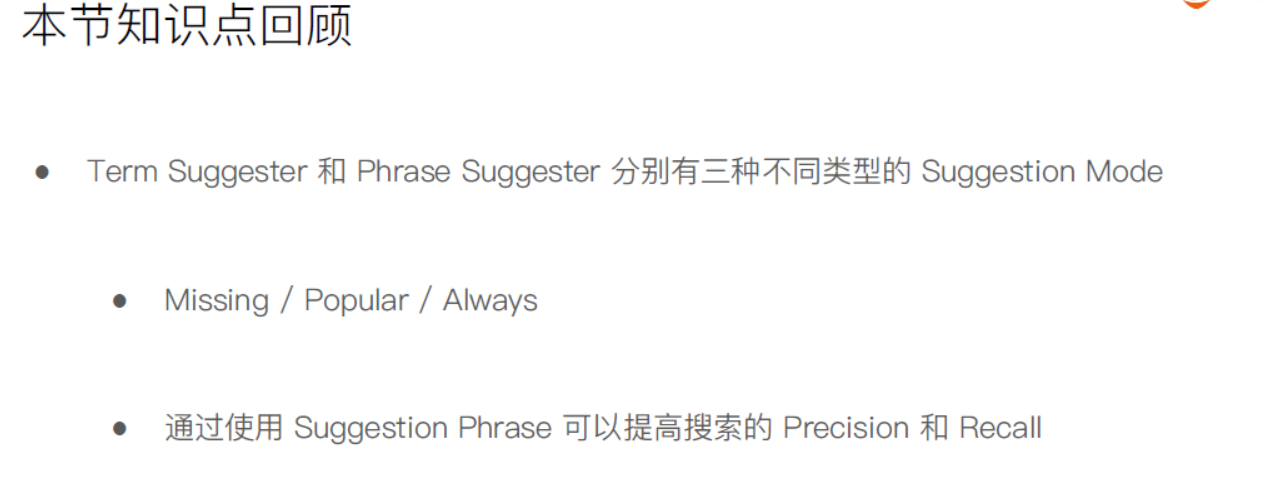 本节知识点回顾
Term Suggester 和 Phrase Suggester 分别有三种不同类型的 Suggestion Mode
Missing / Popular / Always
通过使用 Suggestion Phrase 可以提高搜索的 Precision 和 Recall